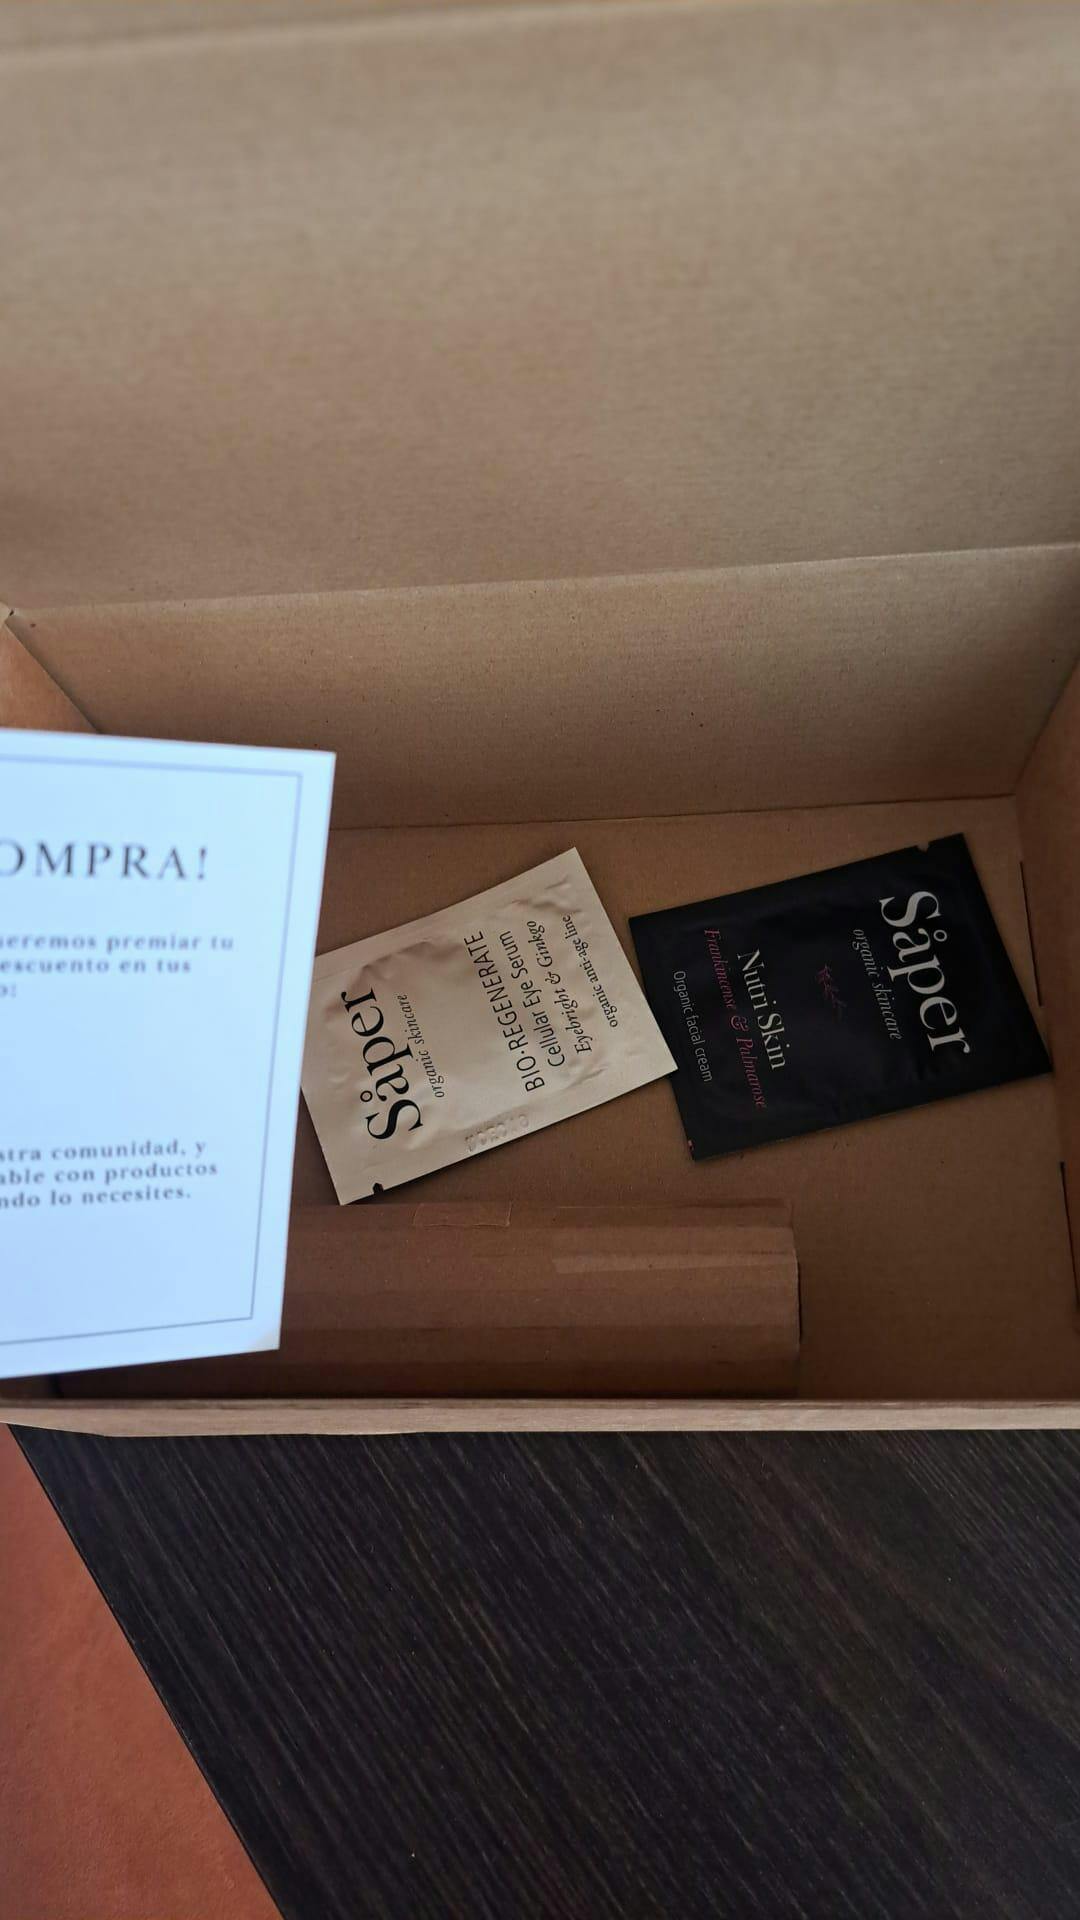 OMPRA!
ueremos premiar tu
escuento en tus
o:
stra comunidad, y
able con productos
ndo lo necesites.
Såper
organic skincare
BIO·REGENERATE
Cellular Eye Serum
Eyebright & Ginkgo
organic anti-age line
Såper
organic skincare
Nutri Skin
Frankincense & Palmarose
Organic facial cream